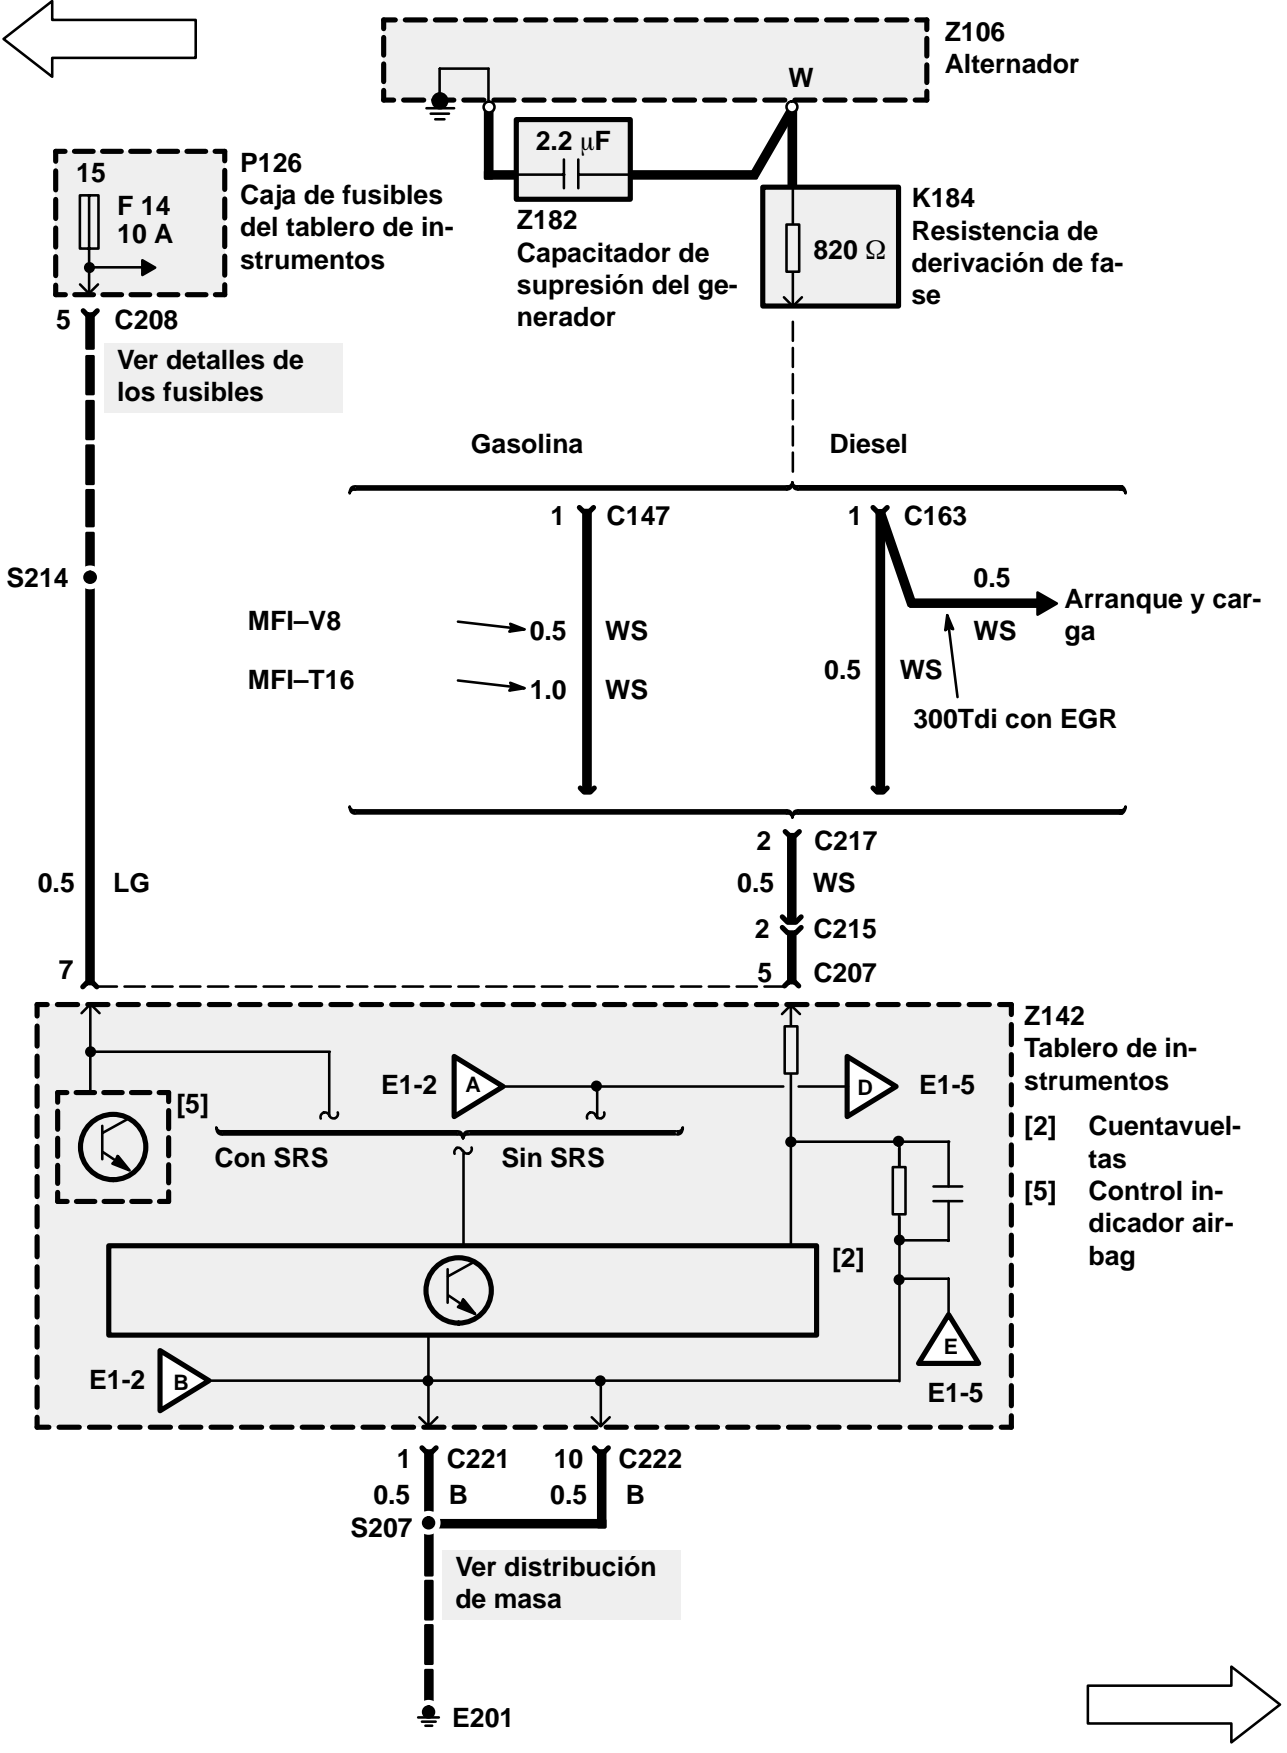 Z106
Alternador
W
2.2 µF
15
F 14
10 A
P126
Caja de fusibles
del tablero de in-
strumentos
Z182
Capacitador de
supresión del ge-
nerador
820 Ω
K184
Resistencia de
derivación de fa-
se
5 C208
Ver detalles de
los fusibles
Gasolina
Diesel
1 C147
1 C163
S214
0.5
WS
Arranque y car-
ga
MFI–V8
0.5 WS
MFI–T16
1.0 WS
0.5 WS
300Tdi con EGR
2 C217
0.5 LG
0.5 WS
2 C215
7
5 C207
Z142
Tablero de in-
strumentos
[2] Cuentavuel-
tas
[5] Control in-
dicador air-
bag
[5]
E1-2 A
D E1-5
Con SRS
Sin SRS
[2]
E
E1-5
E1-2 B
1 C221
10 C222
0.5 B
0.5 B
S207
Ver distribución
de masa
E201